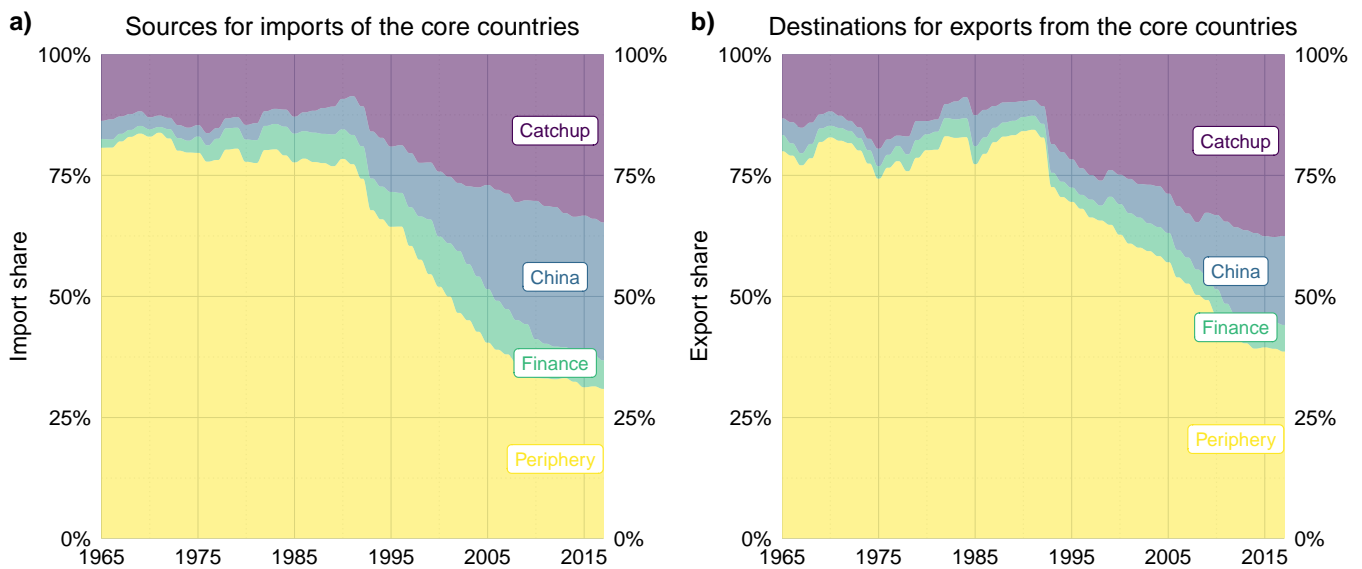 a) Sources for imports of the core countries
100% 100%
75% 75%
50% 50%
25% 25%
0% 0%
Import share
Catchup
China
Finance
Periphery
1965 1975 1985 1995 2005 2015
b) Destinations for exports from the core countries
100% 100%
75% 75%
50% 50%
25% 25%
0% 0%
Export share
Catchup
China
Finance
Periphery
1965 1975 1985 1995 2005 2015